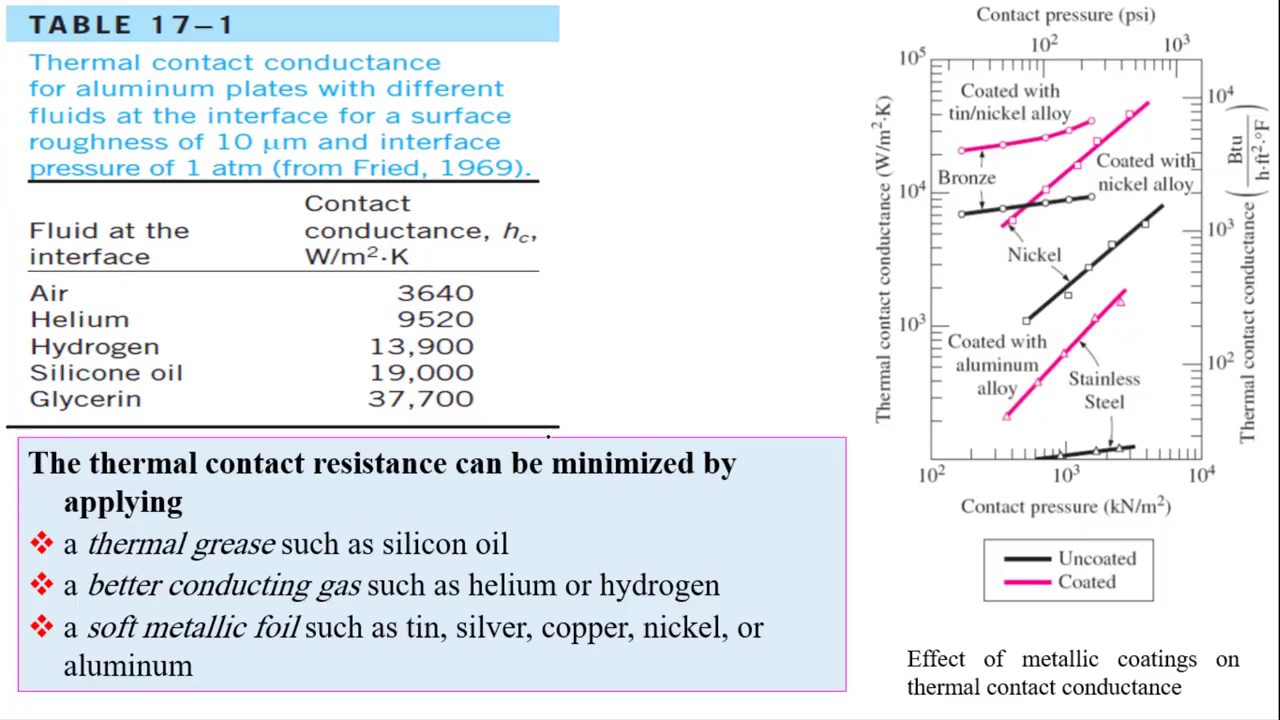 TABLE 17–1
Thermal contact conductance
for aluminum plates with different
fluids at the interface for a surface
roughness of 10 μm and interface
pressure of 1 atm (from Fried, 1969).
Fluid at the
interface
Contact
conductance, hc,
W/m²·K
Air 3640
Helium 9520
Hydrogen 13,900
Silicone oil 19,000
Glycerin 37,700
The thermal contact resistance can be minimized by
applying
❖ a thermal grease such as silicon oil
❖ a better conducting gas such as helium or hydrogen
❖ a soft metallic foil such as tin, silver, copper, nickel, or
aluminum
Contact pressure (psi)
10² 10³
Thermal contact conductance (W/m²·K)
10⁵
10⁴
10³
Coated with
tin/nickel alloy
Bronze
Coated with
nickel alloy
Nickel
Coated with
aluminum
alloy
Stainless
Steel
10⁴
10³
10²
Thermal contact conductance (Btu/h·ft²·°F)
10² 10³ 10⁴
Contact pressure (kN/m²)
Uncoated
Coated
Effect of metallic coatings on
thermal contact conductance